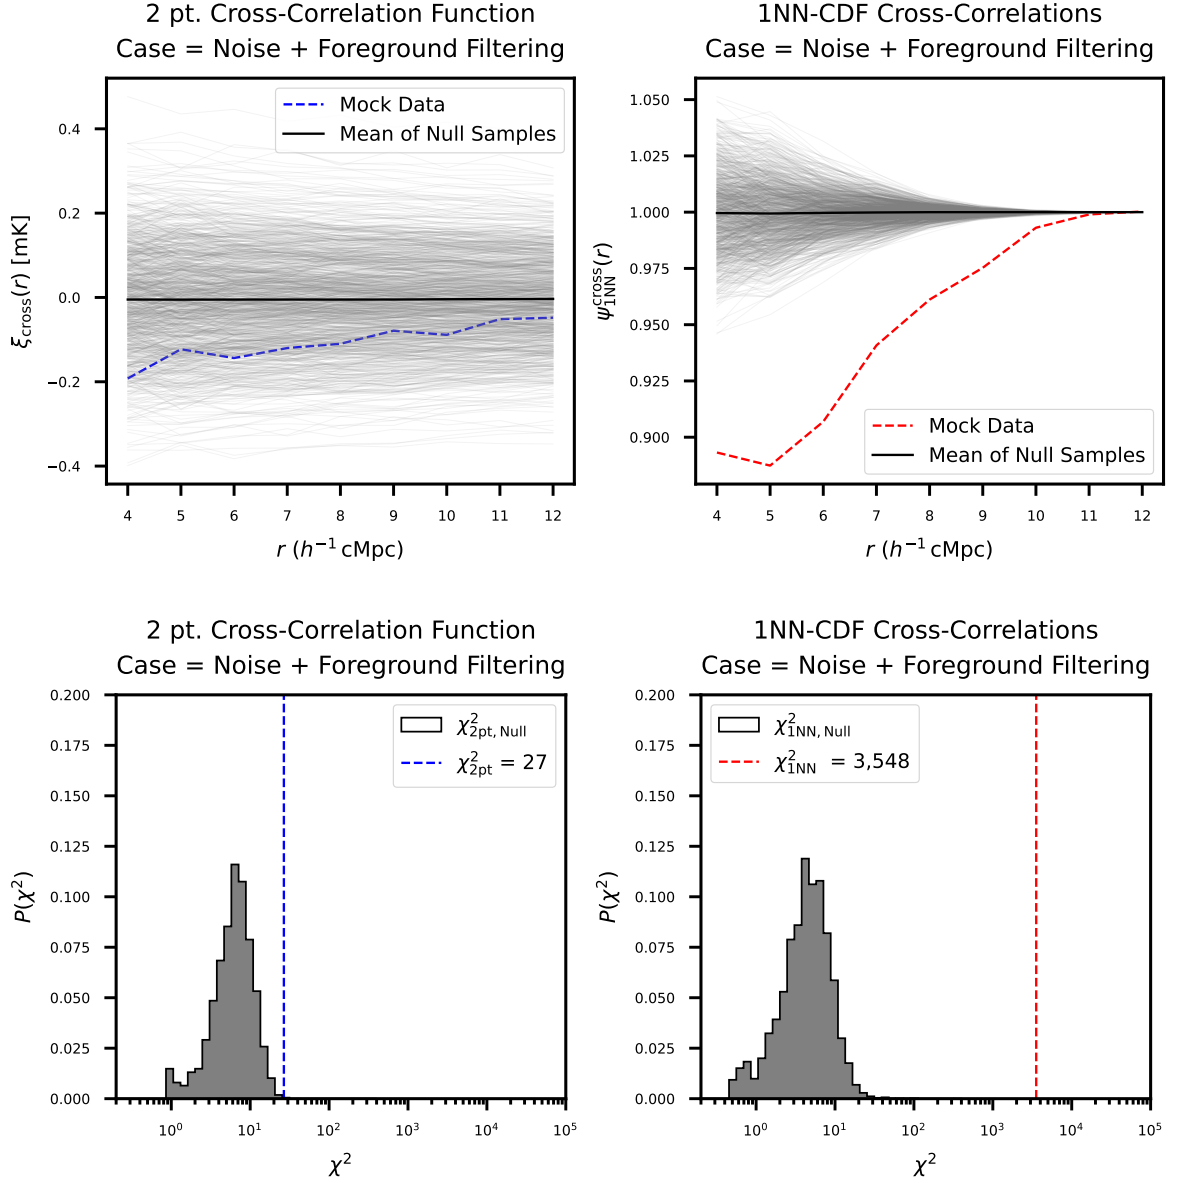 2 pt. Cross-Correlation Function
Case = Noise + Foreground Filtering
0.4
0.2
0.0
−0.2
−0.4
ξcross(r) [mK]
Mock Data
Mean of Null Samples
4 5 6 7 8 9 10 11 12
r (h⁻¹ cMpc)
1NN-CDF Cross-Correlations
Case = Noise + Foreground Filtering
1.050
1.025
1.000
0.975
0.950
0.925
0.900
ψ^cross_1NN(r)
Mock Data
Mean of Null Samples
4 5 6 7 8 9 10 11 12
r (h⁻¹ cMpc)
2 pt. Cross-Correlation Function
Case = Noise + Foreground Filtering
0.200
0.175
0.150
0.125
0.100
0.075
0.050
0.025
0.000
P(χ²)
χ²_2pt, Null
χ²_2pt = 27
10⁰ 10¹ 10² 10³ 10⁴ 10⁵
χ²
1NN-CDF Cross-Correlations
Case = Noise + Foreground Filtering
0.200
0.175
0.150
0.125
0.100
0.075
0.050
0.025
0.000
P(χ²)
χ²_1NN, Null
χ²_1NN = 3,548
10⁰ 10¹ 10² 10³ 10⁴ 10⁵
χ²